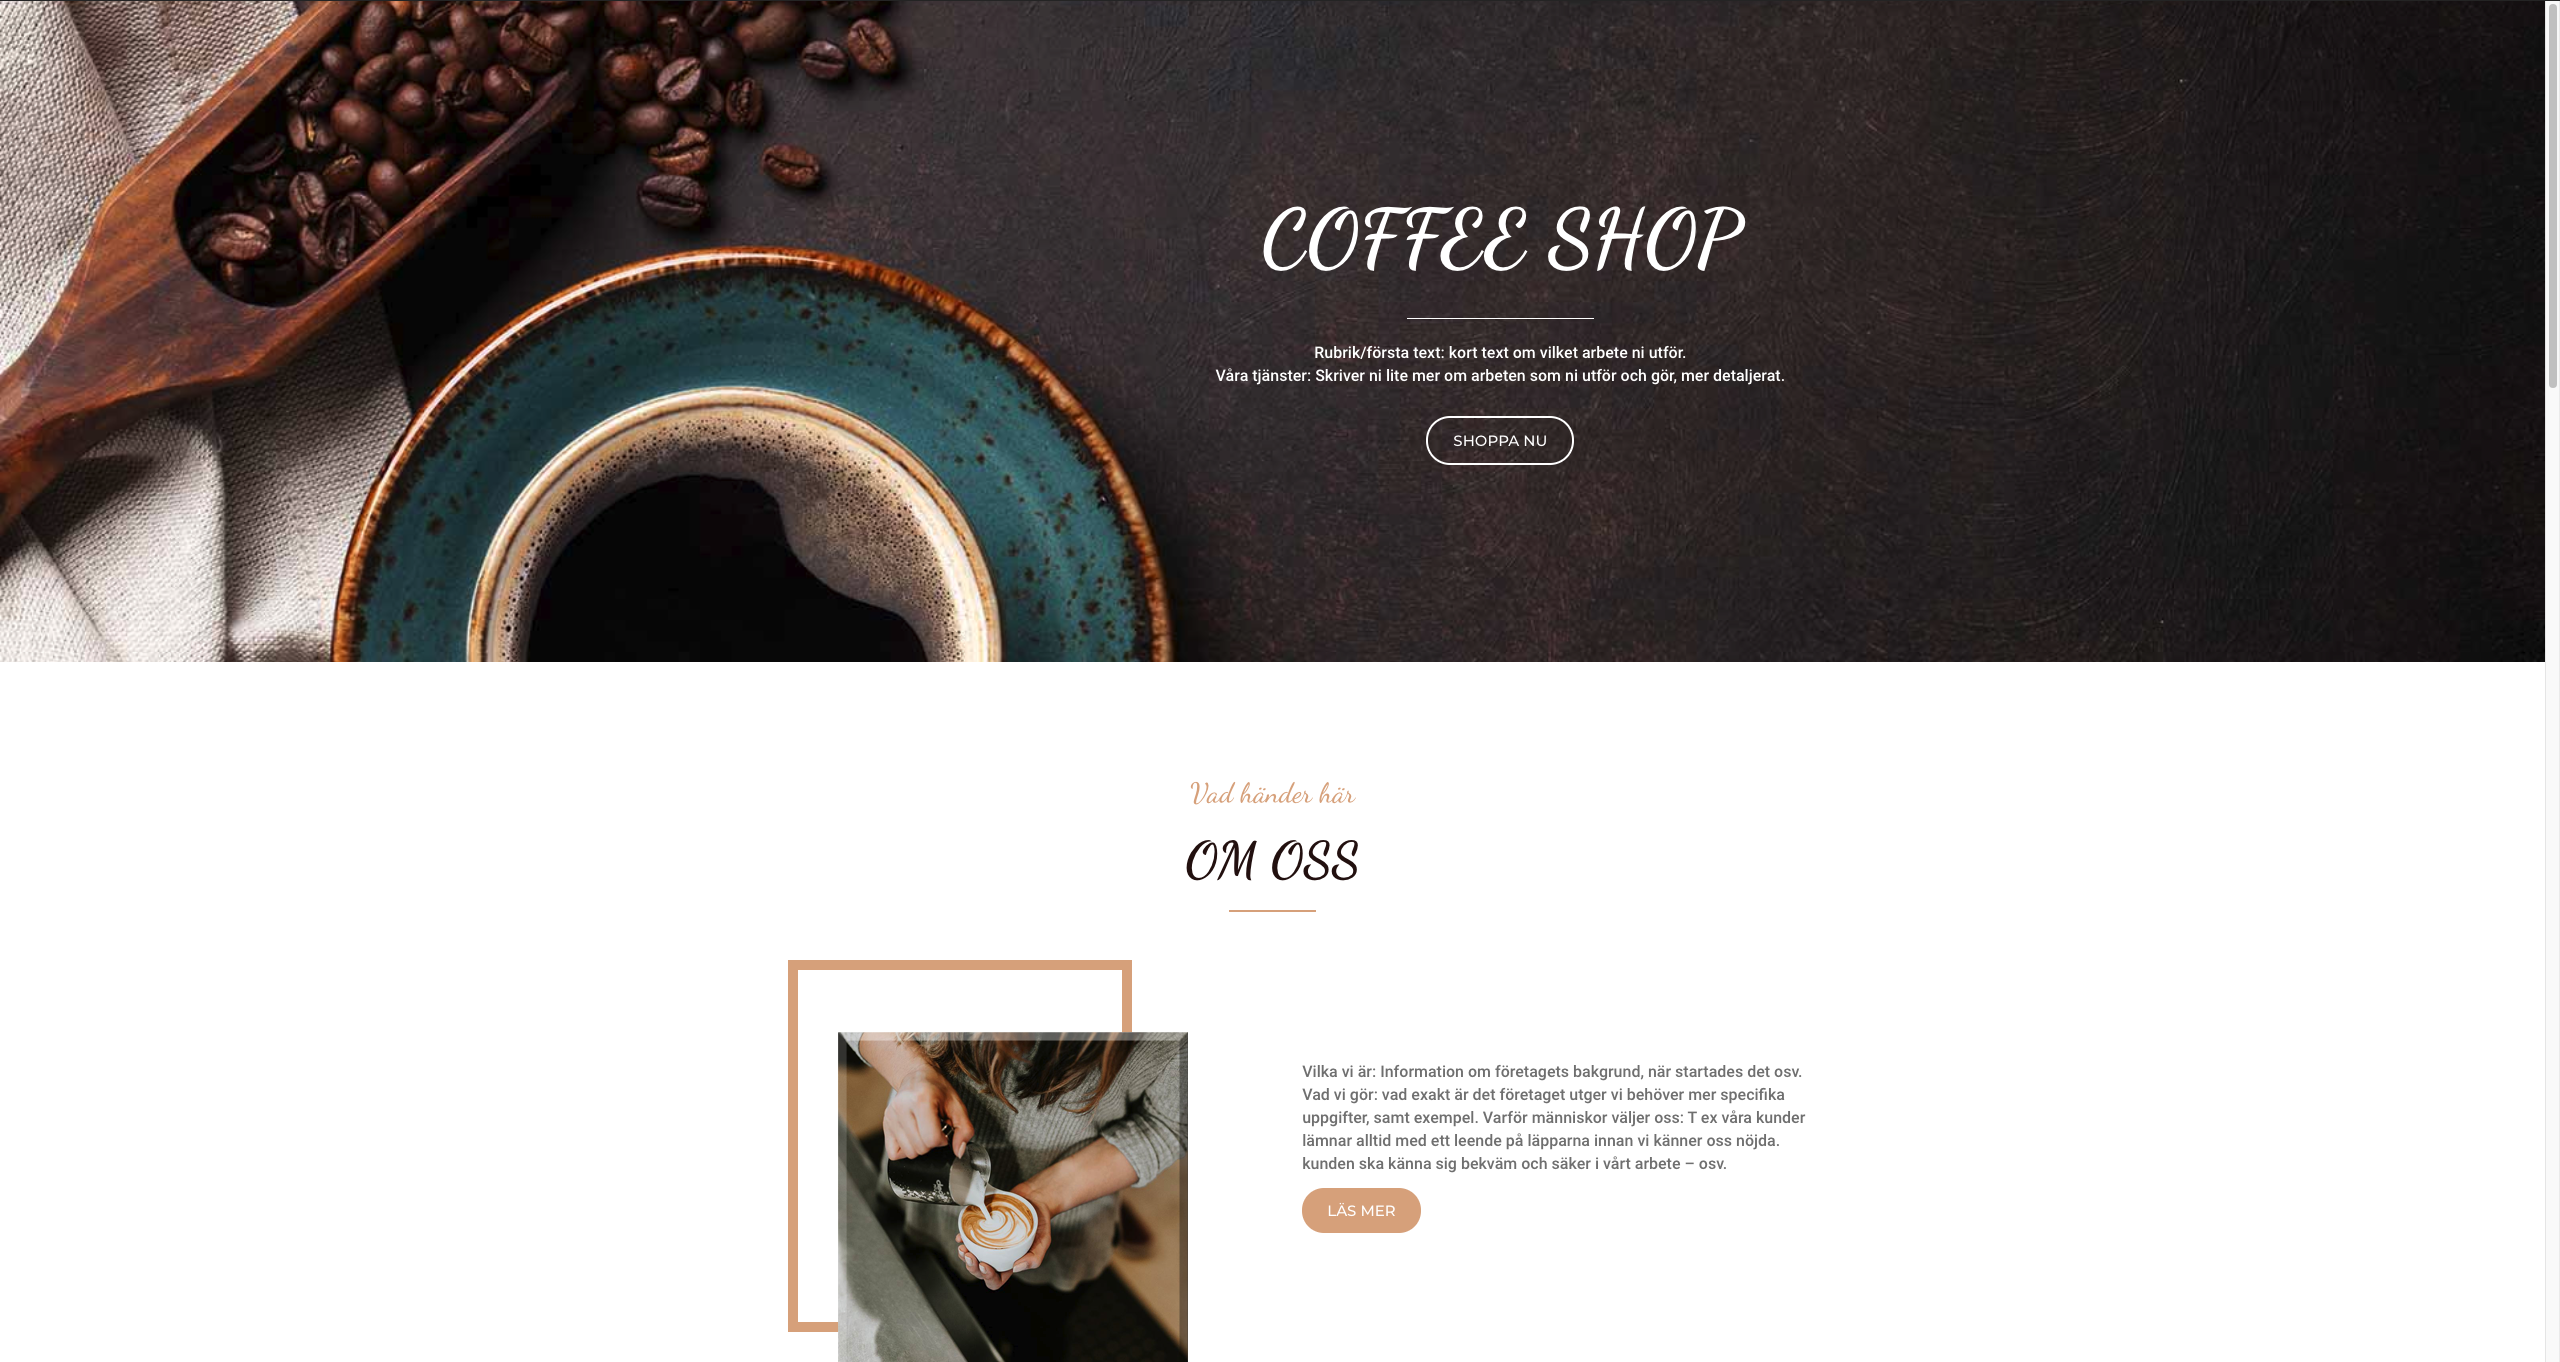 COFFEE SHOP
Rubrik/första text: kort text om vilket arbete ni utför.
Våra tjänster: Skriver ni lite mer om arbeten som ni utför och gör, mer detaljerat.
SHOPPA NU
Vad händer här
OM OSS
Vilka vi är: Information om företagets bakgrund, när startades det osv.
Vad vi gör: vad exakt är det företaget utger vi behöver mer specifika
uppgifter, samt exempel. Varför människor väljer oss: T ex våra kunder
lämnar alltid med ett leende på läpparna innan vi känner oss nöjda.
kunden ska känna sig bekväm och säker i vårt arbete – osv.
LÄS MER